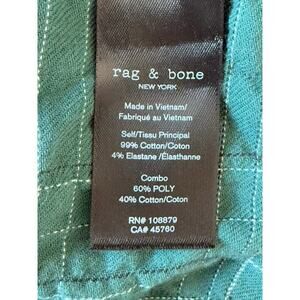 rag & bone
NEW YORK
Made in Vietnam/
Fabriqué au Vietnam
Self/Tissu Principal
99% Cotton/Coton
4% Elastane /Élasthanne
Combo
60% POLY
40% Cotton/Coton
RN# 108879
CA# 45760